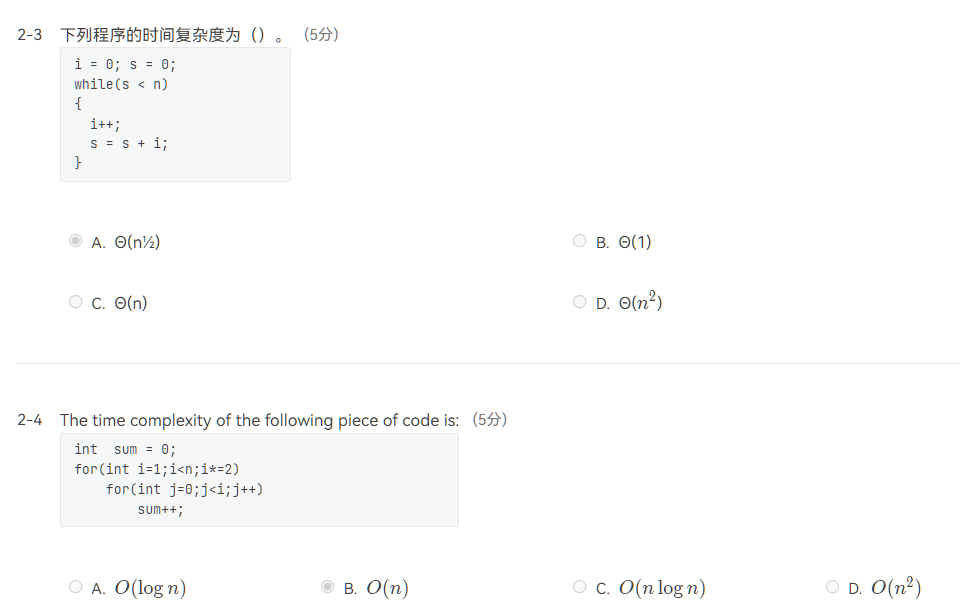 2-3 下列程序的时间复杂度为（）。 (5分)
i = 0; s = 0;
while(s < n)
{
i++;
s = s + i;
}
A. Θ(n½) B. Θ(1)
C. Θ(n) D. Θ(n²)
2-4 The time complexity of the following piece of code is: (5分)
int  sum = 0;
for(int i=1;i<n;i*=2)
for(int j=0;j<i;j++)
sum++;
A. O(log n) B. O(n) C. O(n log n) D. O(n²)